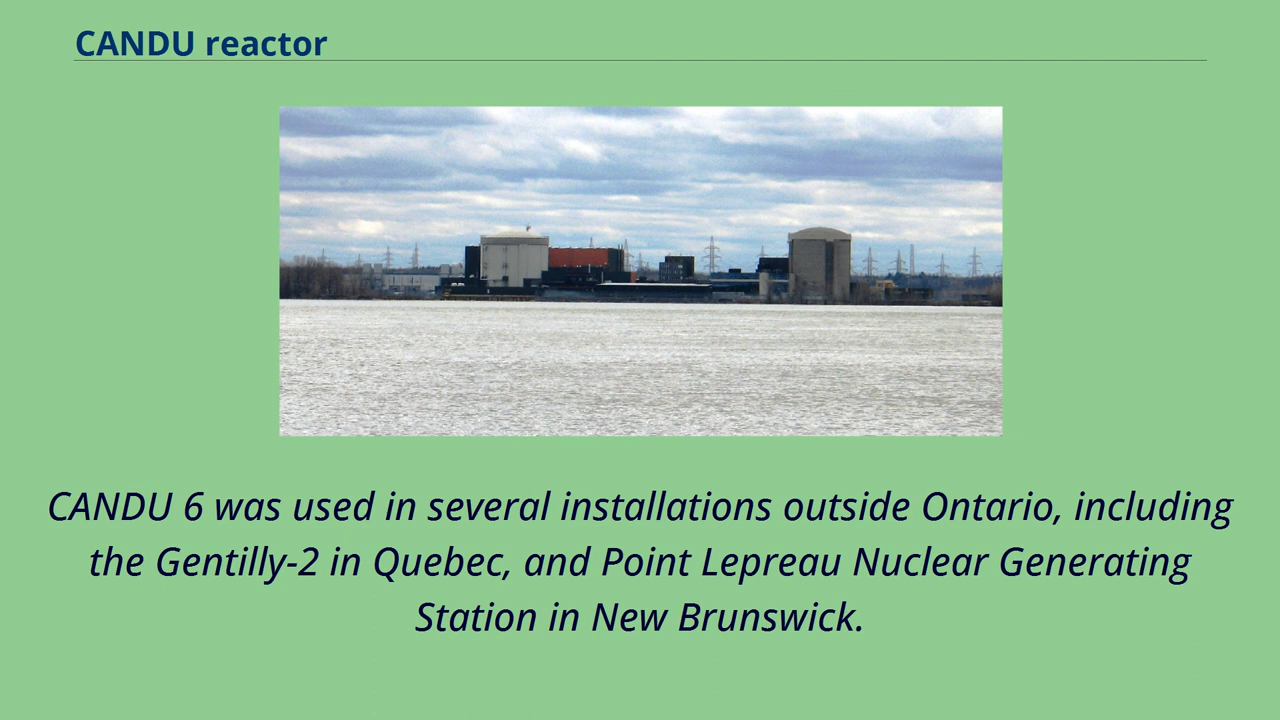 CANDU reactor
CANDU 6 was used in several installations outside Ontario, including
the Gentilly-2 in Quebec, and Point Lepreau Nuclear Generating
Station in New Brunswick.